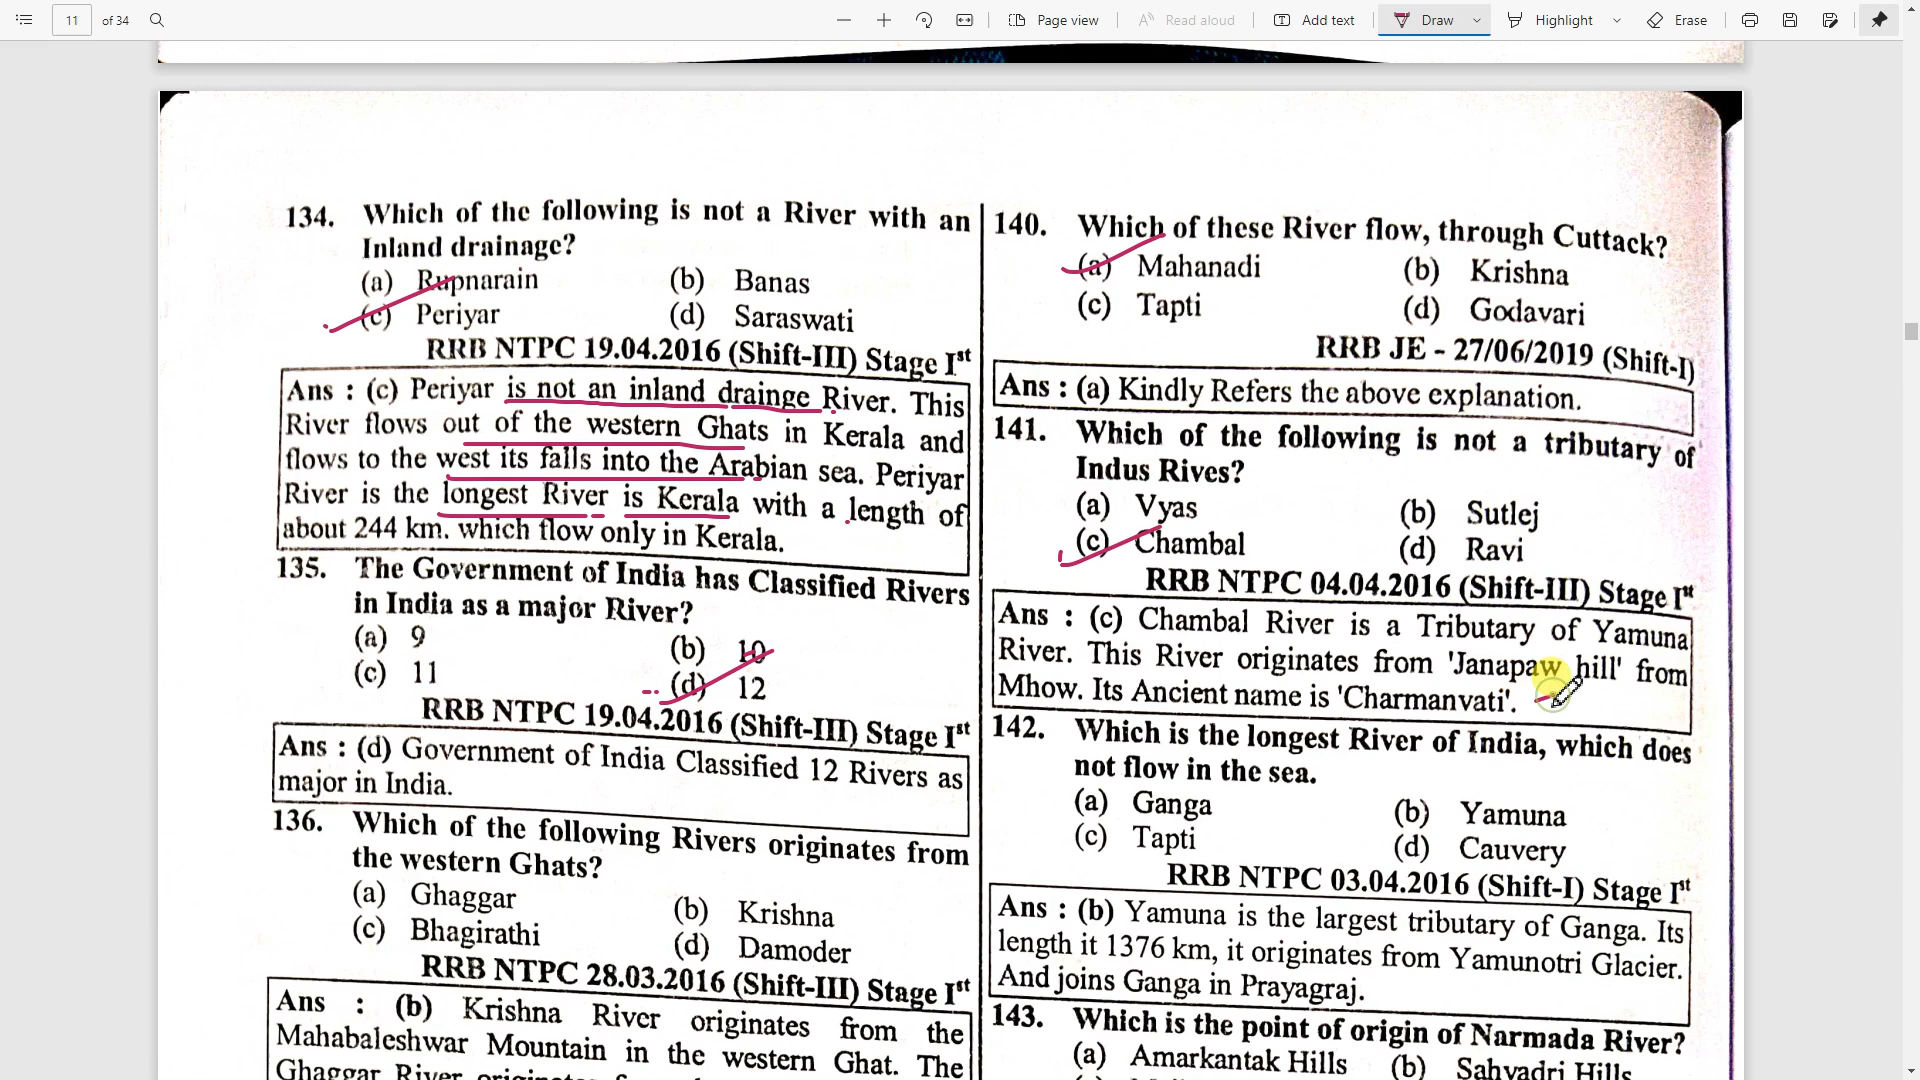 11 of 34 Page view Read aloud Add text Draw Highlight Erase
134. Which of the following is not a River with an
Inland drainage?
(a) Rupnarain (b) Banas
(c) Periyar (d) Saraswati
RRB NTPC 19.04.2016 (Shift-III) Stage Ist
Ans : (c) Periyar is not an inland drainge River. This
River flows out of the western Ghats in Kerala and
flows to the west its falls into the Arabian sea. Periyar
River is the longest River is Kerala with a length of
about 244 km. which flow only in Kerala.
135. The Government of India has Classified Rivers
in India as a major River?
(a) 9 (b) 10
(c) 11 (d) 12
RRB NTPC 19.04.2016 (Shift-III) Stage Ist
Ans : (d) Government of India Classified 12 Rivers as
major in India.
136. Which of the following Rivers originates from
the western Ghats?
(a) Ghaggar (b) Krishna
(c) Bhagirathi (d) Damoder
RRB NTPC 28.03.2016 (Shift-III) Stage Ist
Ans : (b) Krishna River originates from the
Mahabaleshwar Mountain in the western Ghat. The
Ghaggar River
140. Which of these River flow, through Cuttack?
(a) Mahanadi (b) Krishna
(c) Tapti (d) Godavari
RRB JE - 27/06/2019 (Shift-I)
Ans : (a) Kindly Refers the above explanation.
141. Which of the following is not a tributary of
Indus Rives?
(a) Vyas (b) Sutlej
(c) Chambal (d) Ravi
RRB NTPC 04.04.2016 (Shift-III) Stage Ist
Ans : (c) Chambal River is a Tributary of Yamuna
River. This River originates from 'Janapaw hill' from
Mhow. Its Ancient name is 'Charmanvati'.
142. Which is the longest River of India, which does
not flow in the sea.
(a) Ganga (b) Yamuna
(c) Tapti (d) Cauvery
RRB NTPC 03.04.2016 (Shift-I) Stage Ist
Ans : (b) Yamuna is the largest tributary of Ganga. Its
length it 1376 km, it originates from Yamunotri Glacier.
And joins Ganga in Prayagraj.
143. Which is the point of origin of Narmada River?
(a) Amarkantak Hills (b) Sahyadri Hills